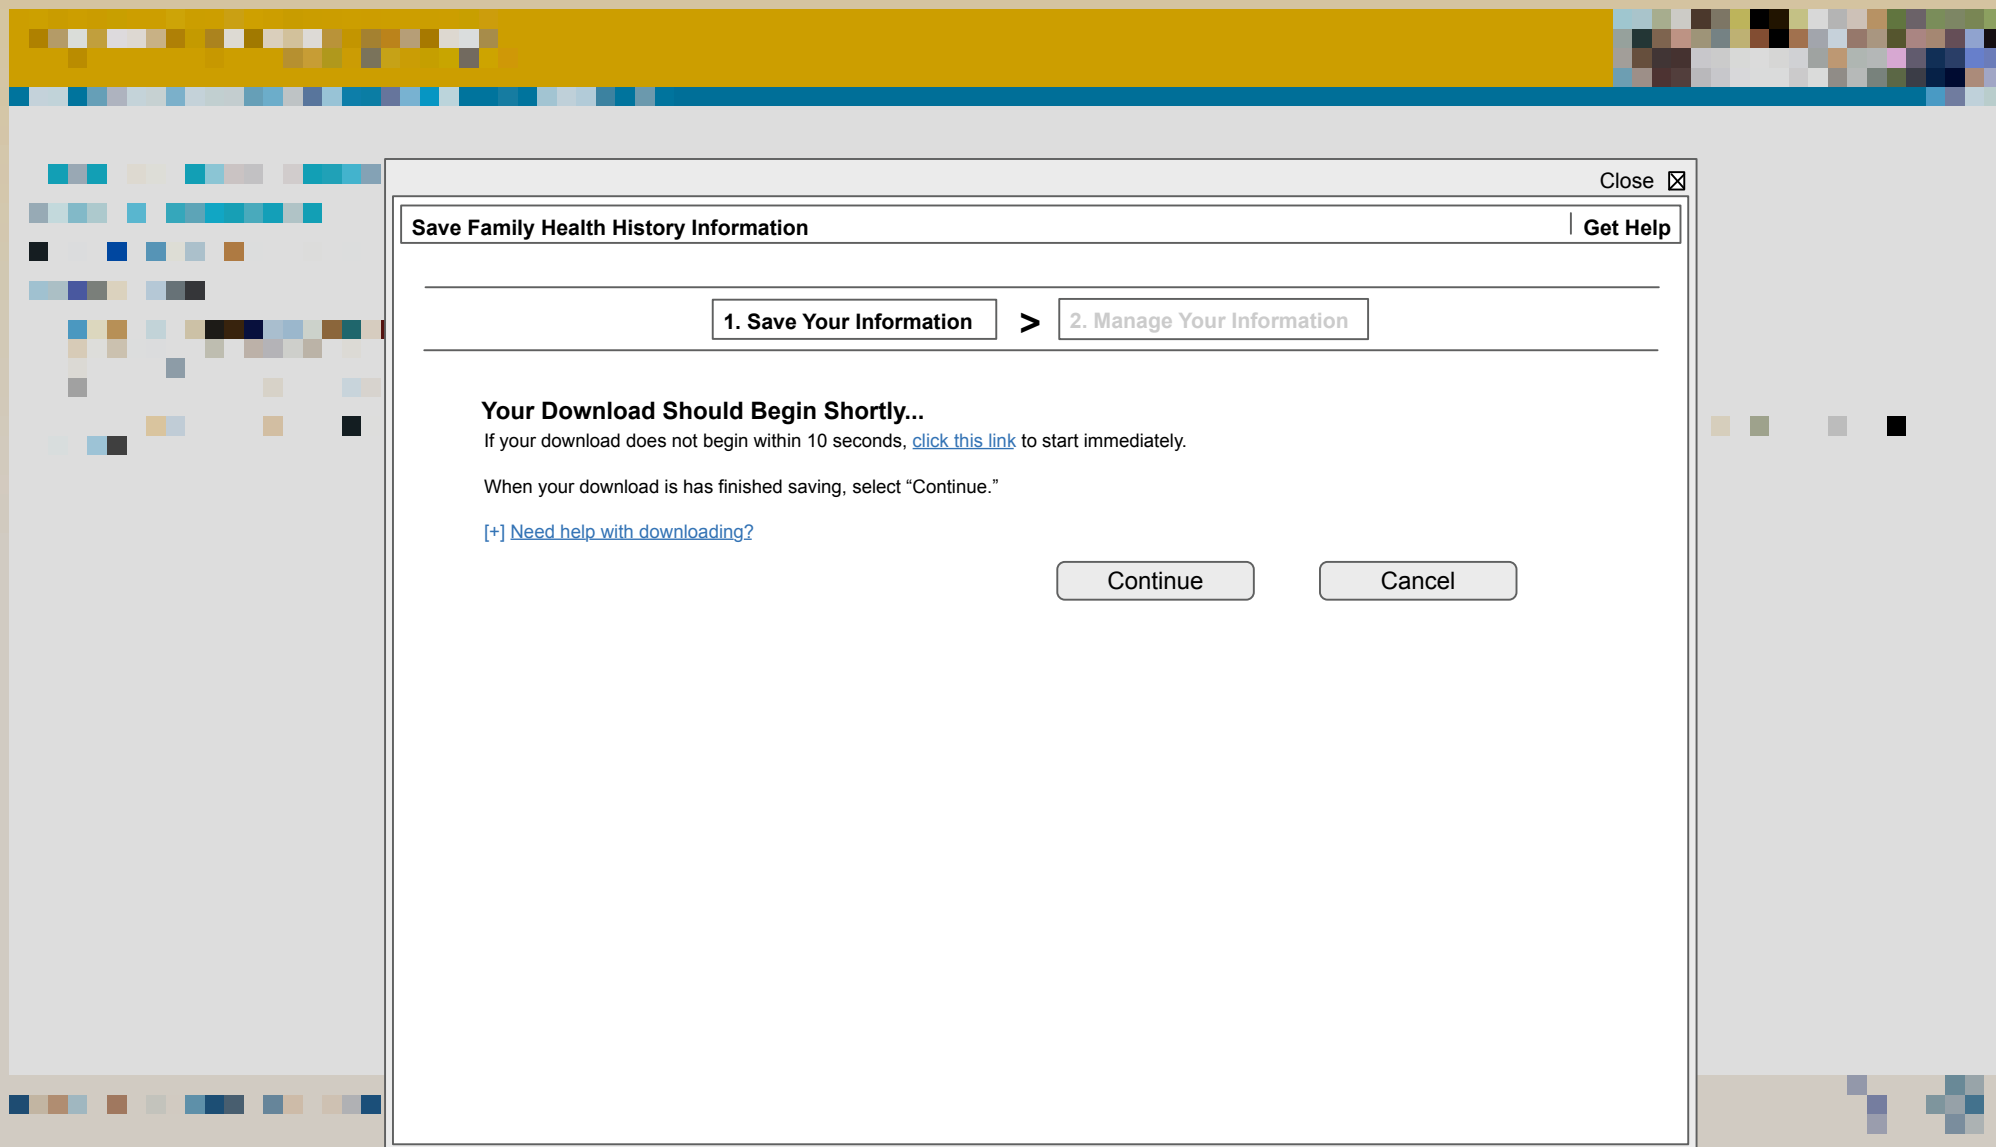 Close
Save Family Health History Information
Get Help
1. Save Your Information > 2. Manage Your Information
Your Download Should Begin Shortly...
If your download does not begin within 10 seconds, click this link to start immediately.
When your download is has finished saving, select “Continue.”
[+] Need help with downloading?
Continue
Cancel